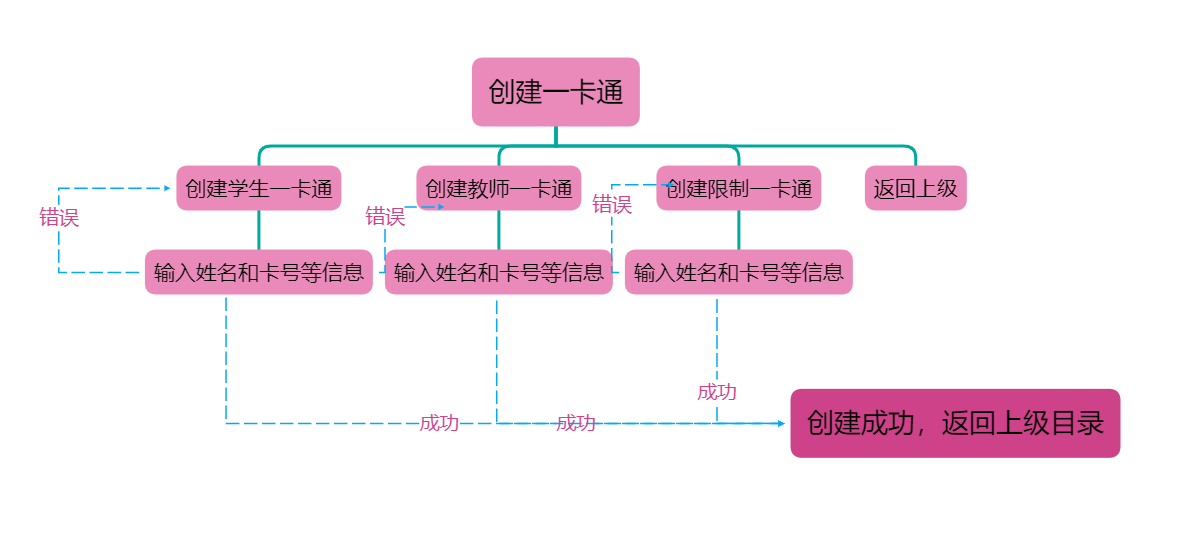 创建一卡通
创建学生一卡通
创建教师一卡通
创建限制一卡通
返回上级
错误
错误
错误
输入姓名和卡号等信息
输入姓名和卡号等信息
输入姓名和卡号等信息
成功
成功
成功
创建成功，返回上级目录